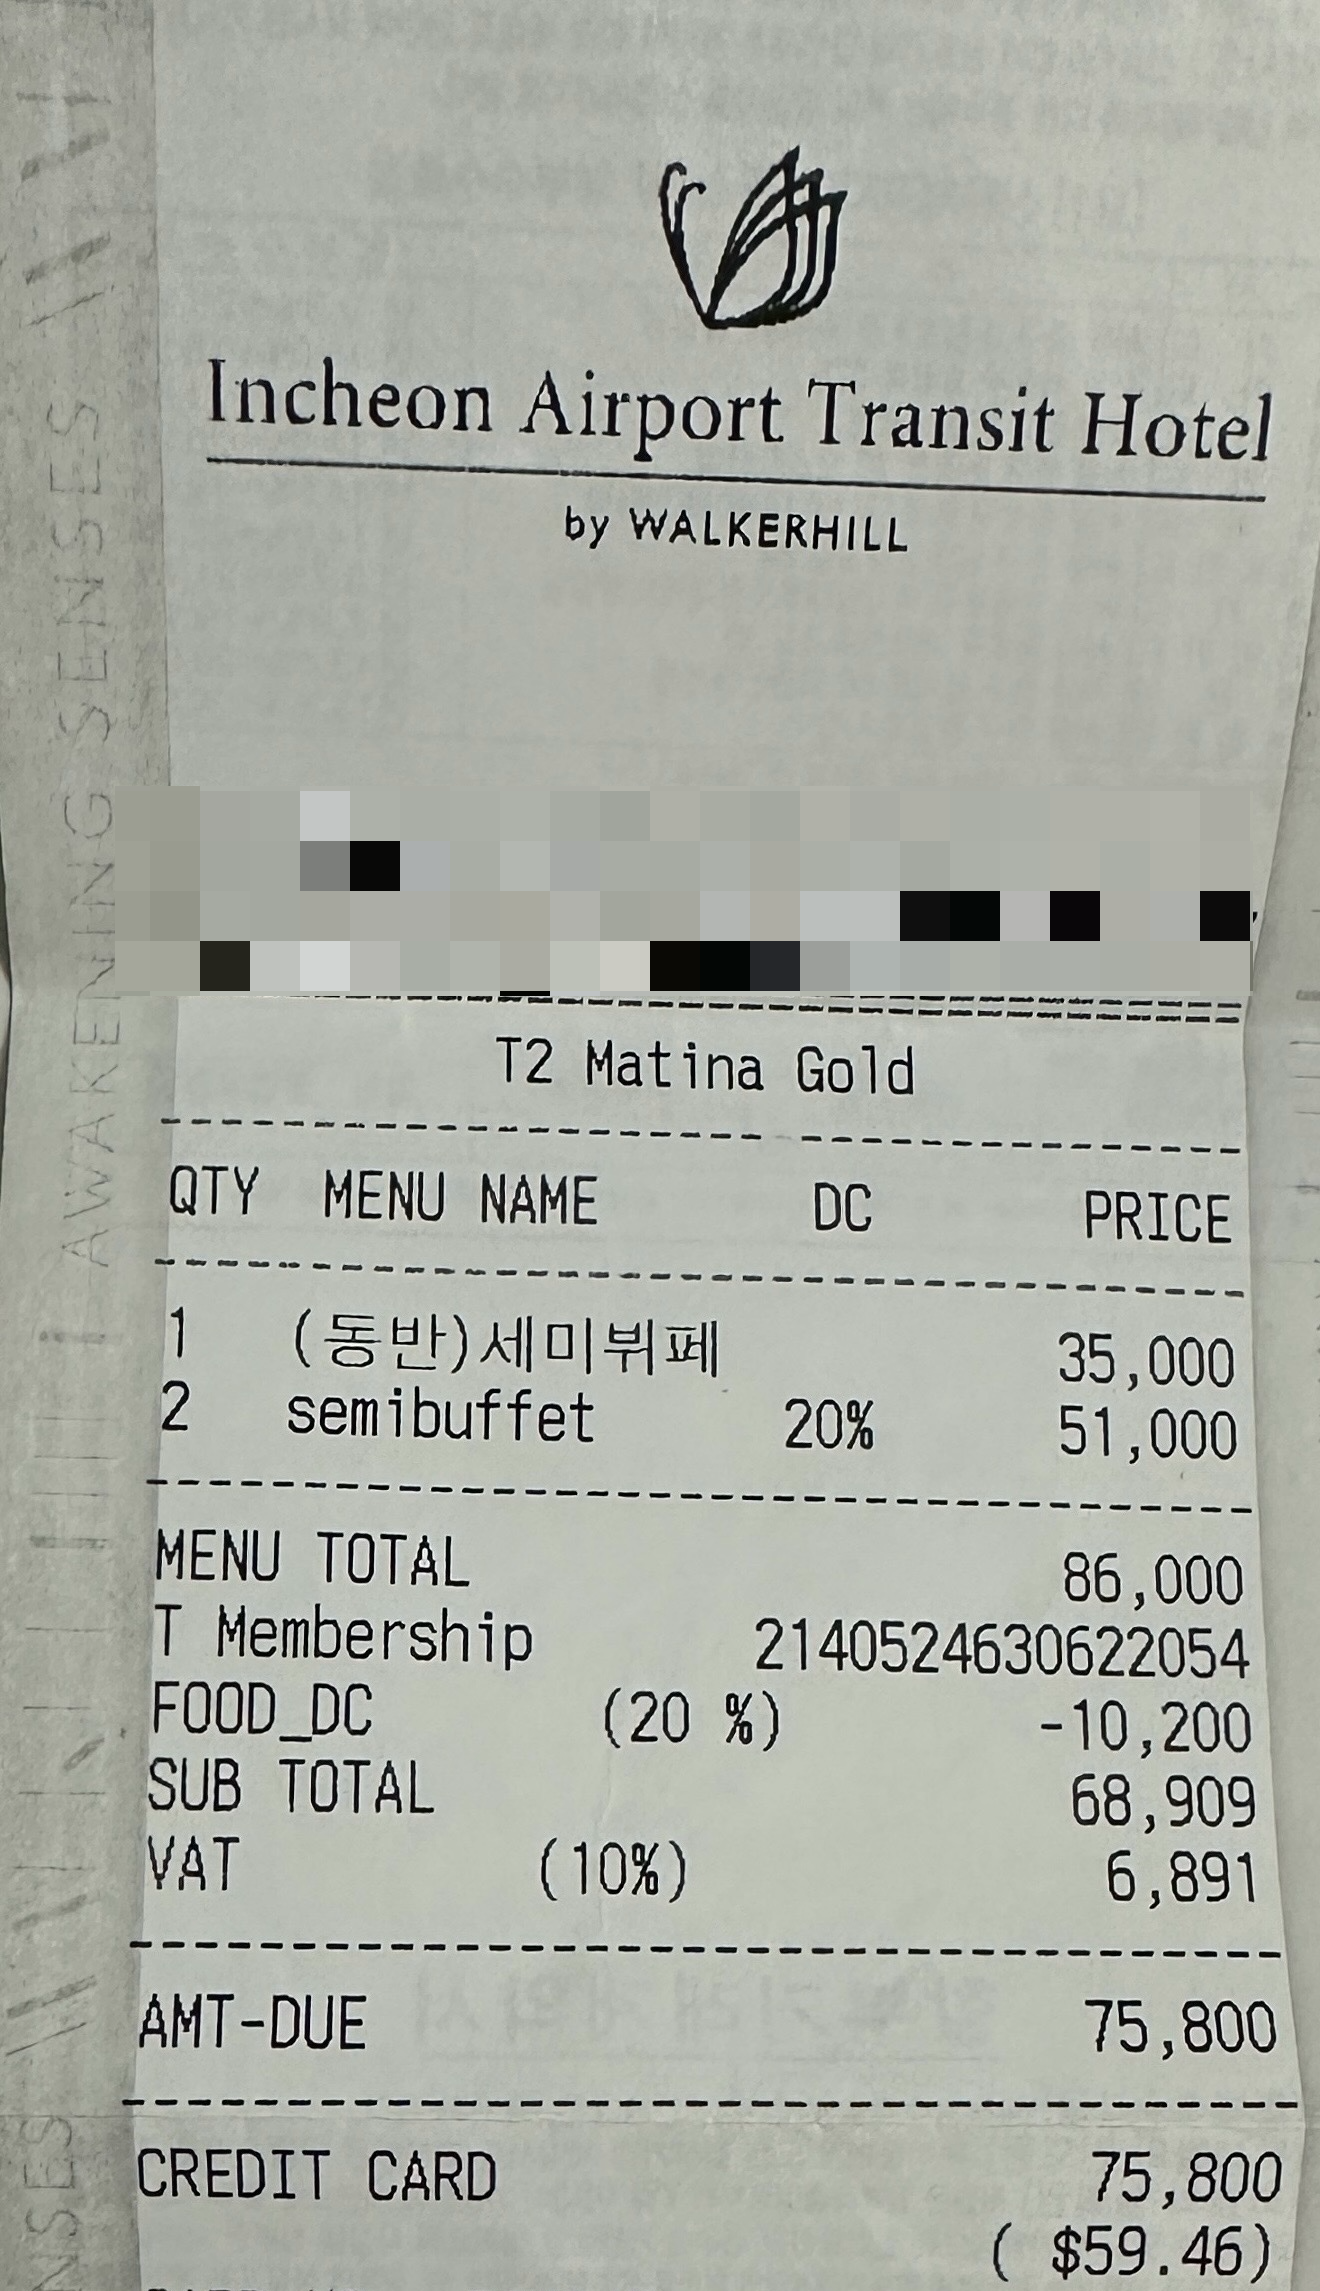 Incheon Airport Transit Hotel
by WALKERHILL
T2 Matina Gold
QTY MENU NAME DC PRICE
1 (동반)세미뷔페 35,000
2 semibuffet 20% 51,000
MENU TOTAL 86,000
T Membership 2140524630622054
FOOD_DC (20 %) -10,200
SUB TOTAL 68,909
VAT (10%) 6,891
AMT-DUE 75,800
CREDIT CARD 75,800
( $59.46)
AWAKENING SENSES